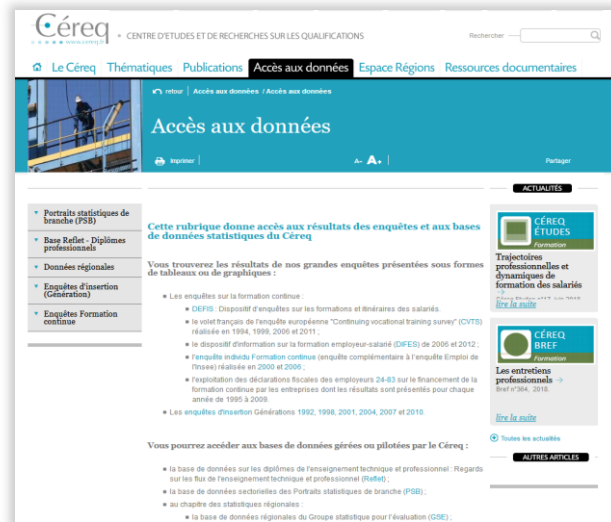 Céreq
www.cereq.fr
CENTRE D'ETUDES ET DE RECHERCHES SUR LES QUALIFICATIONS
Rechercher
Le Céreq Thématiques Publications Accès aux données Espace Régions Ressources documentaires
retour | Accès aux données / Accès aux données
Accès aux données
Imprimer
A- A+
Partager
Portraits statistiques de
branche (PSB)
Base Reflet - Diplômes
professionnels
Données régionales
Enquêtes d'insertion
(Génération)
Enquêtes Formation
continue
Cette rubrique donne accès aux résultats des enquêtes et aux bases
de données statistiques du Céreq
Vous trouverez les résultats de nos grandes enquêtes présentées sous formes
de tableaux ou de graphiques :
Les enquêtes sur la formation continue :
DEFIS : Dispositif d'enquêtes sur les formations et itinéraires des salariés.
le volet français de l'enquête européenne "Continuing vocational training survey" (CVTS)
réalisée en 1994, 1999, 2006 et 2011 ;
le dispositif d'information sur la formation employeur-salarié (DIFES) de 2006 et 2012 ;
l'enquête individu Formation continue (enquête complémentaire à l'enquête Emploi de
l'Insee) réalisée en 2000 et 2006 ;
l'exploitation des déclarations fiscales des employeurs 24-83 sur le financement de la
formation continue par les entreprises dont les résultats sont présentés pour chaque
année de 1995 à 2009.
Les enquêtes d'insertion Générations 1992, 1998, 2001, 2004, 2007 et 2010.
Vous pourrez accéder aux bases de données gérées ou pilotées par le Céreq :
la base de données sur les diplômes de l'enseignement technique et professionnel : Regards
sur les flux de l'enseignement technique et professionnel (Reflet) ;
la base de données sectorielles des Portraits statistiques de branche (PSB) ;
au chapitre des statistiques régionales :
la base de données régionales du Groupe statistique pour l'évaluation (GSE) ;
ACTUALITÉS
CÉREQ
ÉTUDES
Formation
Trajectoires
professionnelles et
dynamiques de
formation des salariés
Céreq Etudes n°17, juin 2018
lire la suite
CÉREQ
BREF
Formation
Les entretiens
professionnels
Bref n°364, 2018.
lire la suite
Toutes les actualités
AUTRES ARTICLES